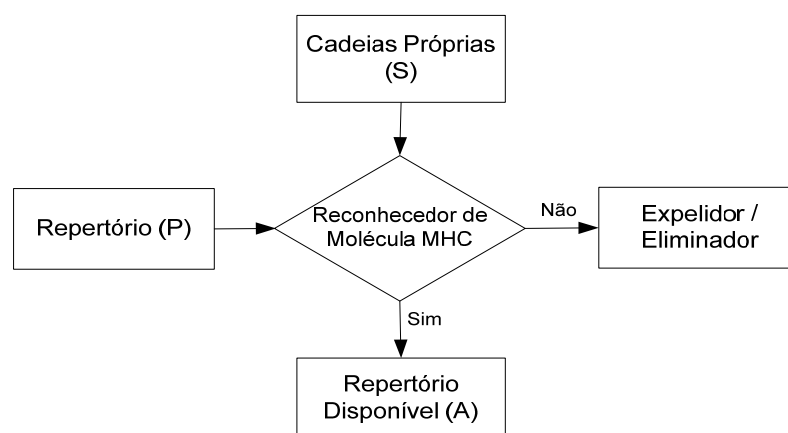 Cadeias Próprias
(S)
Repertório (P)
Reconhecedor de
Molécula MHC
Não
Expelidor /
Eliminador
Sim
Repertório
Disponível (A)